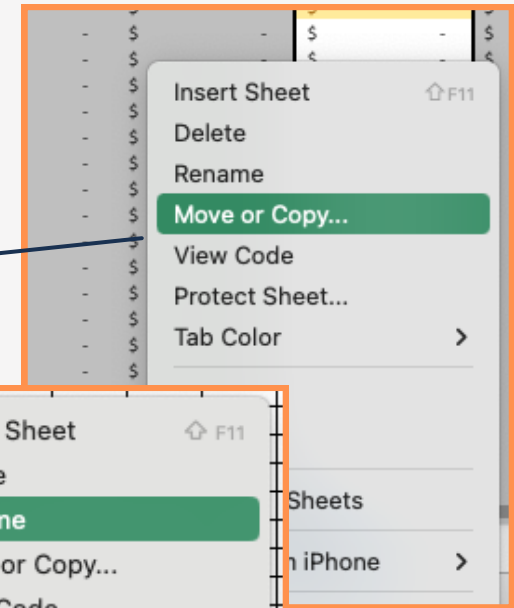 - $ - $ - $
- $ $ - $
Insert Sheet ⇧F11
Delete
Rename
Move or Copy...
View Code
Protect Sheet...
Tab Color >
Sheets
iPhone >
Sheet ⇧ F11
or Copy...